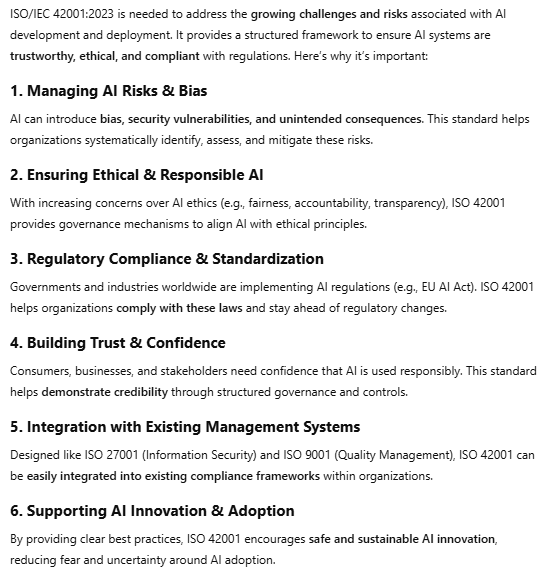 ISO/IEC 42001:2023 is needed to address the growing challenges and risks associated with AI
development and deployment. It provides a structured framework to ensure AI systems are
trustworthy, ethical, and compliant with regulations. Here's why it's important:
1. Managing AI Risks & Bias
AI can introduce bias, security vulnerabilities, and unintended consequences. This standard helps
organizations systematically identify, assess, and mitigate these risks.
2. Ensuring Ethical & Responsible AI
With increasing concerns over AI ethics (e.g., fairness, accountability, transparency), ISO 42001
provides governance mechanisms to align AI with ethical principles.
3. Regulatory Compliance & Standardization
Governments and industries worldwide are implementing AI regulations (e.g., EU AI Act). ISO 42001
helps organizations comply with these laws and stay ahead of regulatory changes.
4. Building Trust & Confidence
Consumers, businesses, and stakeholders need confidence that AI is used responsibly. This standard
helps demonstrate credibility through structured governance and controls.
5. Integration with Existing Management Systems
Designed like ISO 27001 (Information Security) and ISO 9001 (Quality Management), ISO 42001 can
be easily integrated into existing compliance frameworks within organizations.
6. Supporting AI Innovation & Adoption
By providing clear best practices, ISO 42001 encourages safe and sustainable AI innovation,
reducing fear and uncertainty around AI adoption.